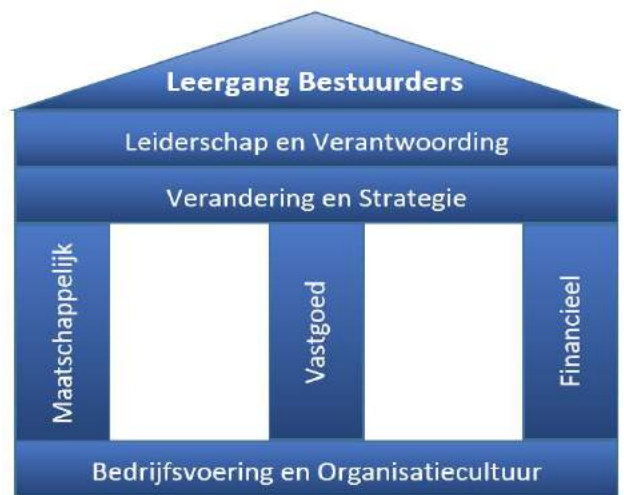 Leergang Bestuurders
Leiderschap en Verantwoording
Verandering en Strategie
Maatschappelijk
Vastgoed
Financieel
Bedrijfsvoering en Organisatiecultuur